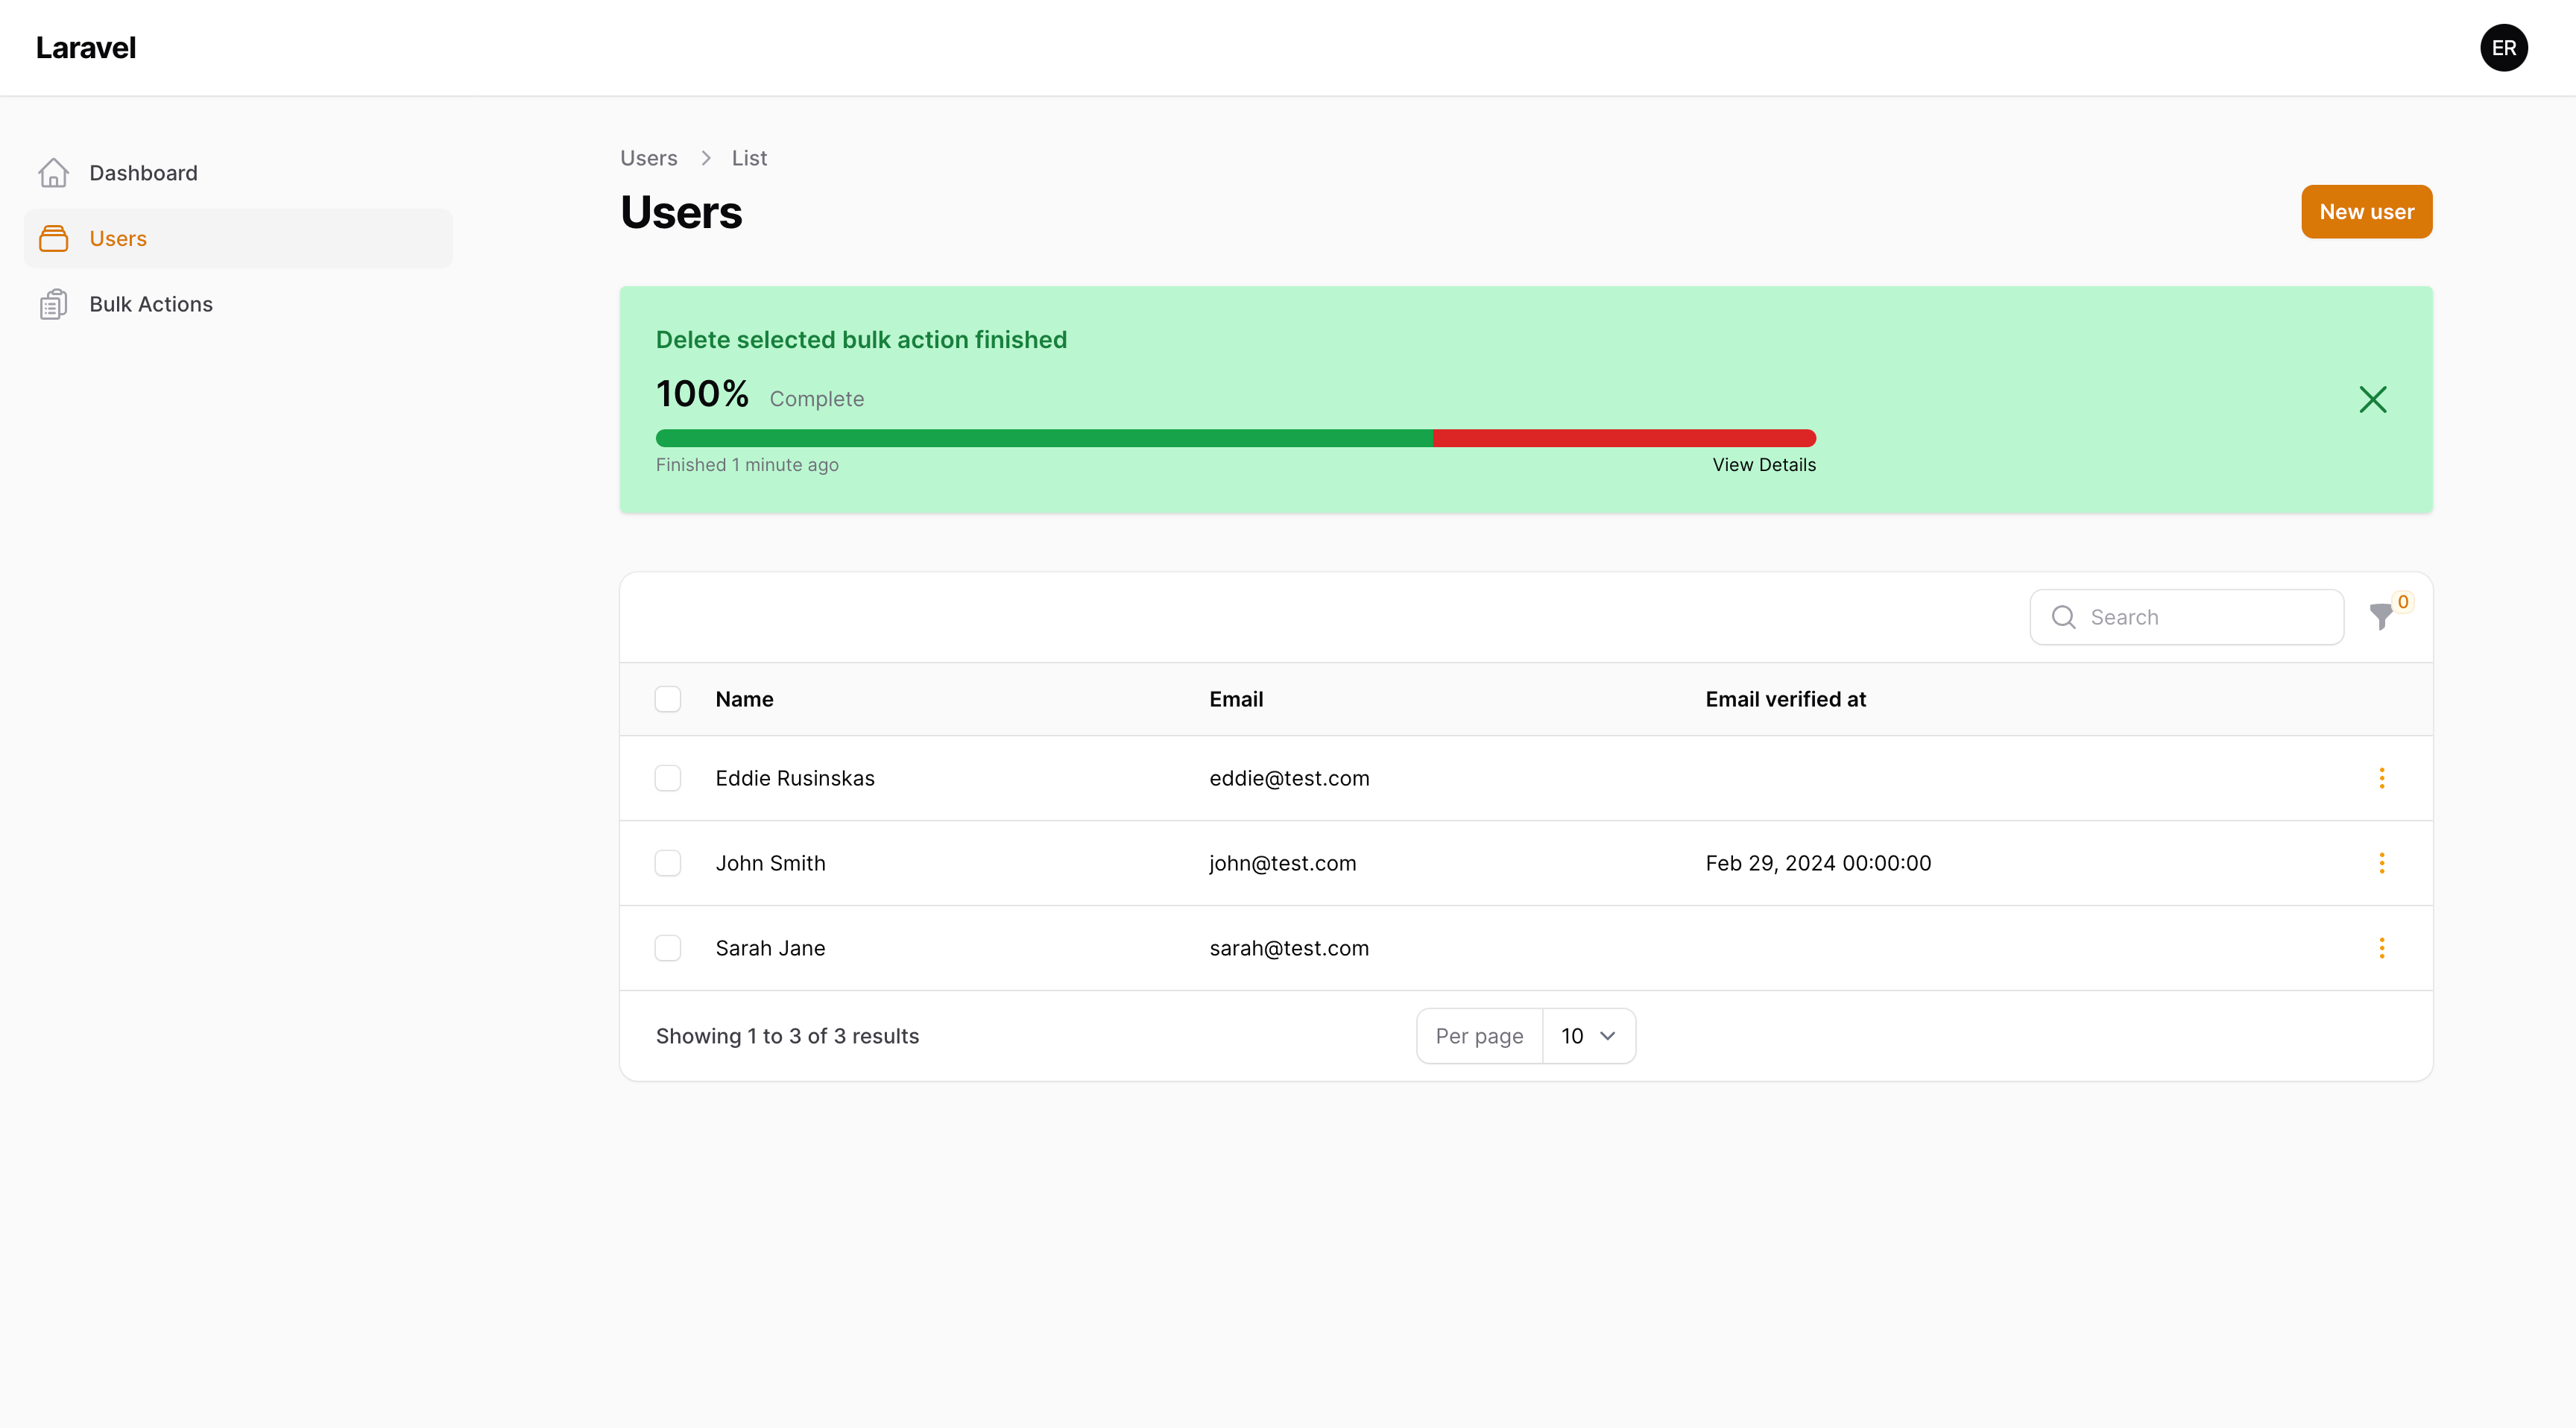 Laravel
ER
Dashboard
Users
Bulk Actions
Users List
Users
New user
Delete selected bulk action finished
100% Complete
Finished 1 minute ago View Details
Search 0
Name Email Email verified at
Eddie Rusinskas eddie@test.com
John Smith john@test.com Feb 29, 2024 00:00:00
Sarah Jane sarah@test.com
Showing 1 to 3 of 3 results Per page 10